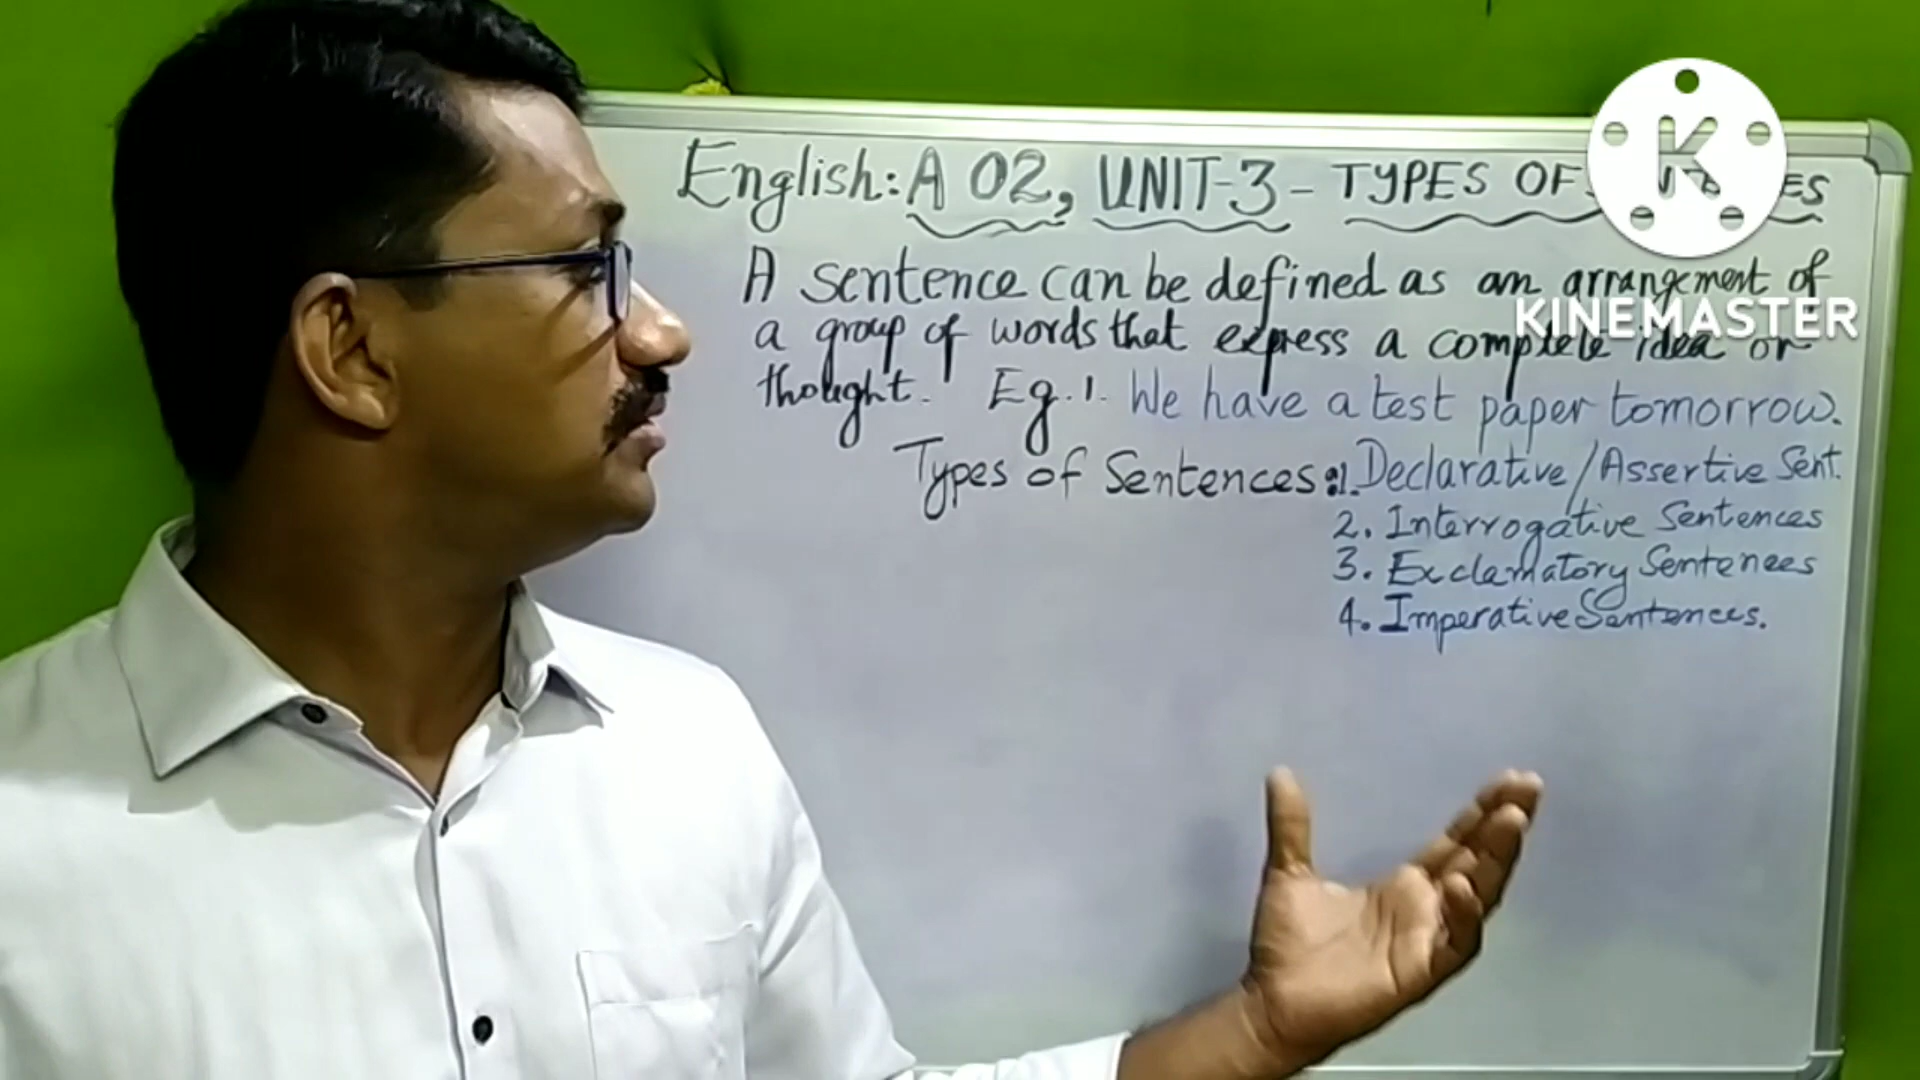 English: A 02, UNIT-3 - TYPES OF
A sentence can be defined as an arrangement of
a group of words that express a complete idea or
thought. Eg.1. We have a test paper tomorrow.
Types of Sentences: 1. Declarative/Assertive Sent.
2. Interrogative Sentences
3. Exclamatory Sentences
4. Imperative Sentences.
K
KINEMASTER